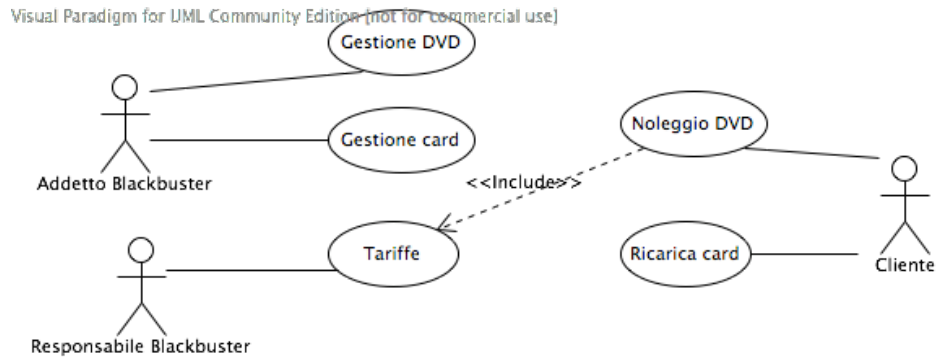 Visual Paradigm for UML Community Edition [not for commercial use]
Gestione DVD
Noleggio DVD
Gestione card
Addetto Blackbuster
<<Include>>
Tariffe
Ricarica card
Cliente
Responsabile Blackbuster